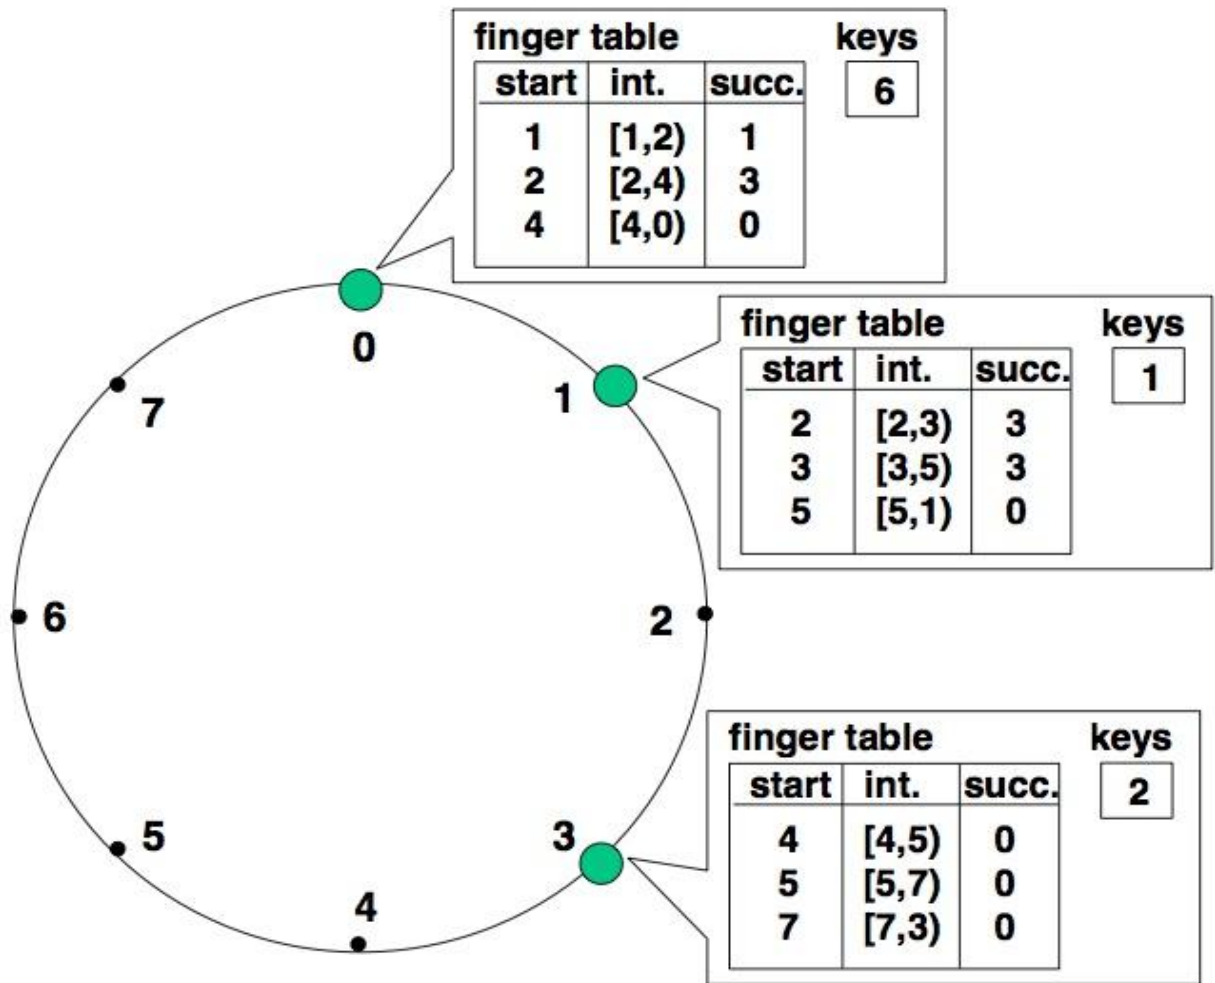 finger table keys
start int. succ. 6
1 [1,2) 1
2 [2,4) 3
4 [4,0) 0
finger table keys
start int. succ. 1
2 [2,3) 3
3 [3,5) 3
5 [5,1) 0
finger table keys
start int. succ. 2
4 [4,5) 0
5 [5,7) 0
7 [7,3) 0
0
1
2
3
4
5
6
7